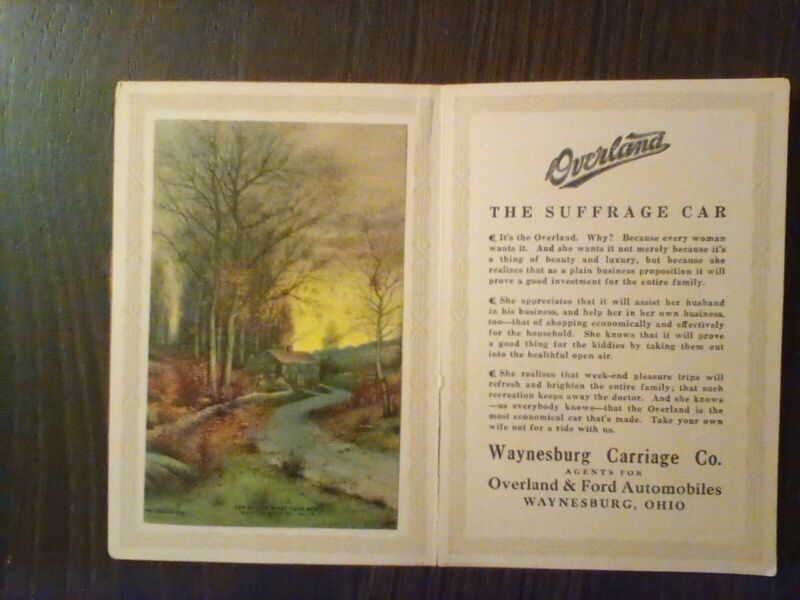 Overland
THE SUFFRAGE CAR
It's the Overland. Why? Because every woman
wants it. And she wants it not merely because it's
a thing of beauty and luxury, but because she
realizes that as a plain business proposition it will
prove a good investment for the entire family.
She appreciates that it will assist her husband
in his business, and help her in her own business,
too—that of shopping economically and effectively
for the household. She knows that it will prove
a good thing for the kiddies by taking them out
into the healthful open air.
She realizes that week-end pleasure trips will
refresh and brighten the entire family; that such
recreation keeps away the doctor. And she knows
—as everybody knows—that the Overland is the
most economical car that's made. Take your own
wife out for a ride with us.
Waynesburg Carriage Co.
AGENTS FOR
Overland & Ford Automobiles
WAYNESBURG, OHIO